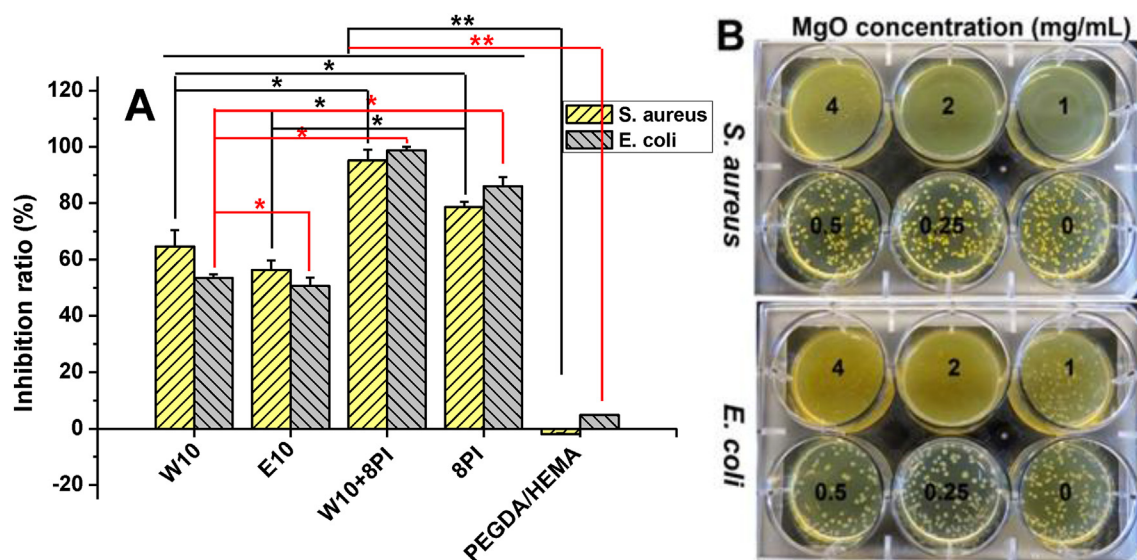 A
Inhibition ratio (%)
120
100
80
60
40
20
0
-20
**
**
*
*
*
*
*
*
*
S. aureus
E. coli
W10
E10
W10+8PI
8PI
PEGDA/HEMA
B
MgO concentration (mg/mL)
S. aureus
4 2 1
0.5 0.25 0
E. coli
4 2 1
0.5 0.25 0